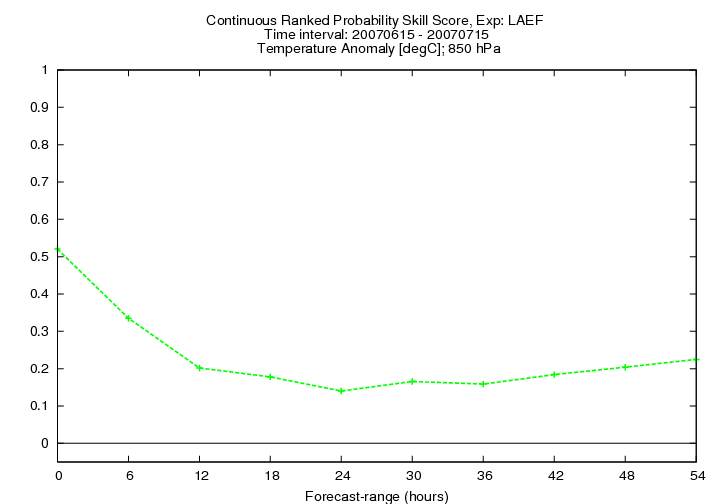 Continuous Ranked Probability Skill Score, Exp: LAEF
Time interval: 20070615 - 20070715
Temperature Anomaly [degC]; 850 hPa
1
0.9
0.8
0.7
0.6
0.5
0.4
0.3
0.2
0.1
0
0 6 12 18 24 30 36 42 48 54
Forecast-range (hours)